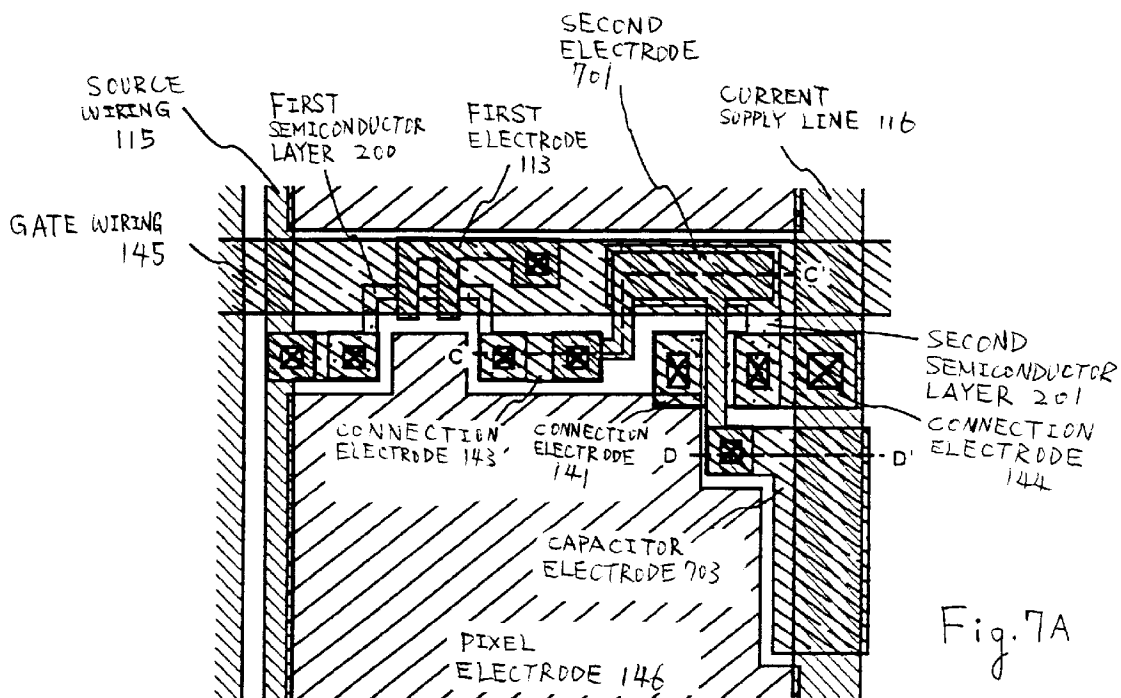 SECOND
ELECTRODE
701
SOURCE
WIRING
115
FIRST
SEMICONDUCTOR
LAYER 200
FIRST
ELECTRODE
113
CURRENT
SUPPLY LINE 116
GATE WIRING
145
C'
C
SECOND
SEMICONDUCTOR
LAYER 201
CONNECTION
ELECTRODE 143
CONNECTION
ELECTRODE
141
CONNECTION
ELECTRODE
144
D
D'
CAPACITOR
ELECTRODE 703
PIXEL
ELECTRODE 146
Fig. 7A